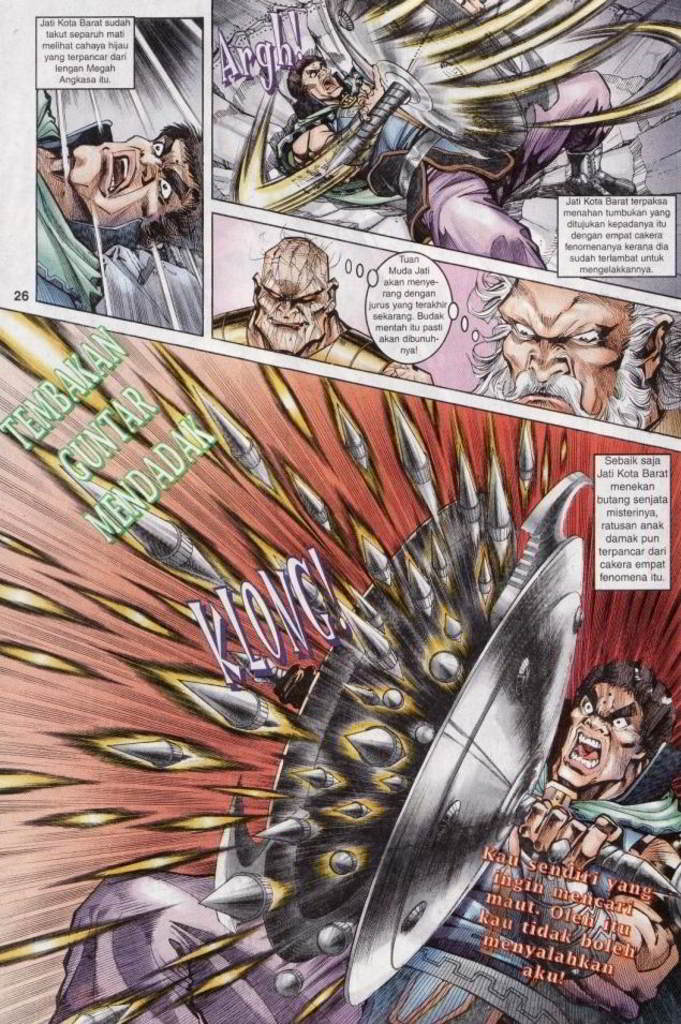 Jati Kota Barat sudah
takut separuh mati
melihat cahaya hijau
yang terpancar dari
lengan Megah
Angkasa itu.
Argh!
Jati Kota Barat terpaksa
menahan tumbukan yang
ditujukan kepadanya itu
dengan empat cakera
fenomenanya kerana dia
sudah terlambat untuk
mengelakkannya.
26
Tuan
Muda Jati
akan menye-
rang dengan
jurus yang terakhir
sekarang. Budak
mentah itu pasti
dibunuh-
nya!
TEMBAKAN
GUNTAR
MENDADAK
Sebaik saja
Jati Kota Barat
menekan
butang senjata
misterinya,
ratusan anak
damak pun
terpancar dari
cakera empat
fenomena itu.
KLONG!
Kau sendiri yang
ingin mencari
maut. Oleh itu
kau tidak boleh
menyalahkan
aku!